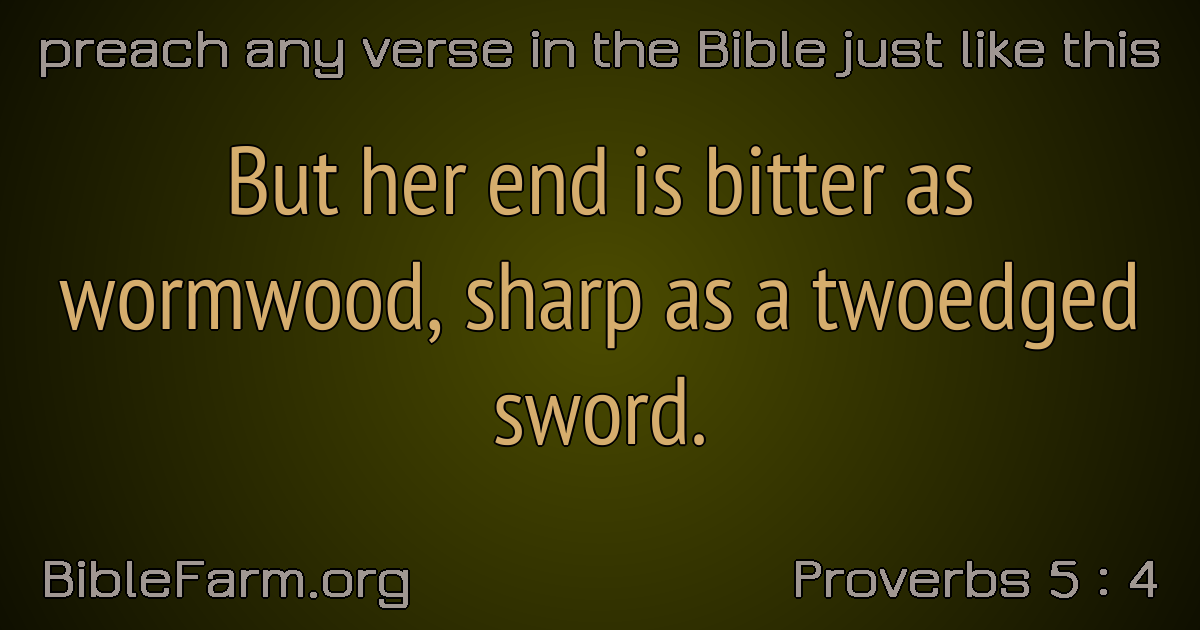 preach any verse in the Bible just like this
But her end is bitter as
wormwood, sharp as a twoedged
sword.
BibleFarm.org
Proverbs 5 : 4